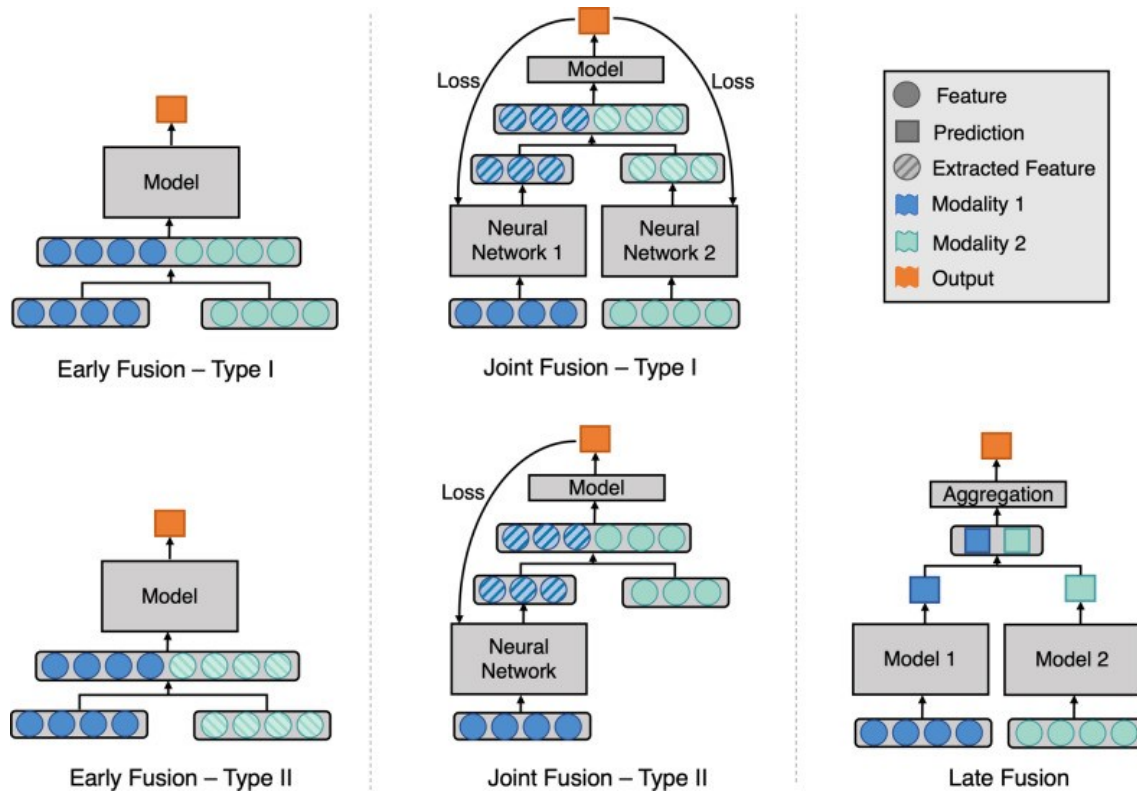 Model
Early Fusion – Type I
Loss
Model
Loss
Neural
Network 1
Neural
Network 2
Joint Fusion – Type I
Feature
Prediction
Extracted Feature
Modality 1
Modality 2
Output
Model
Early Fusion – Type II
Loss
Model
Neural
Network
Joint Fusion – Type II
Aggregation
Model 1
Model 2
Late Fusion